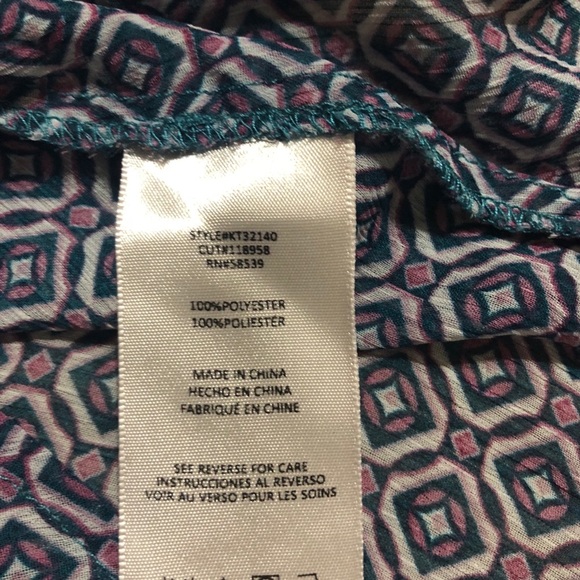 STYLE#KT32140
CUT#118958
RN#58539
100%POLYESTER
100%POLIESTER
MADE IN CHINA
HECHO EN CHINA
FABRIQUÉ EN CHINE
SEE REVERSE FOR CARE
INSTRUCCIONES AL REVERSO
VOIR AU VERSO POUR LES SOINS